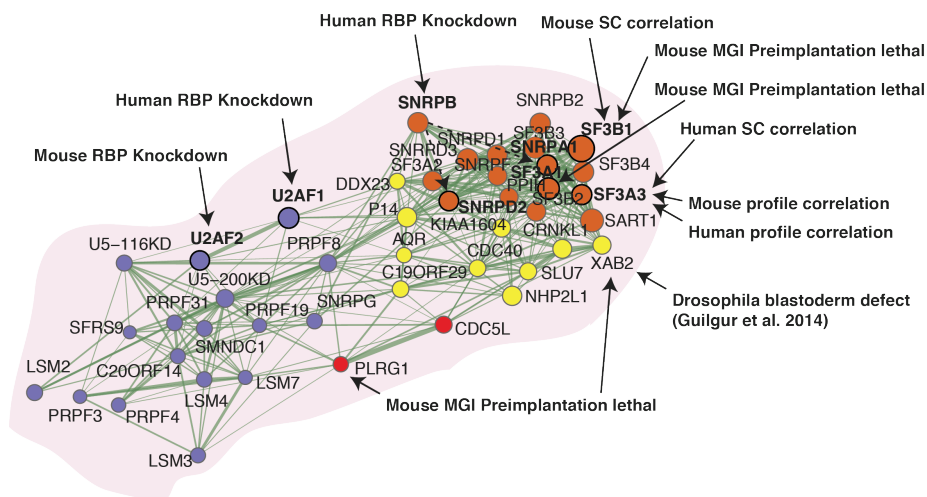 Human RBP Knockdown
Mouse SC correlation
Mouse MGI Preimplantation lethal
Mouse MGI Preimplantation lethal
Human RBP Knockdown
SNRPB
SNRPB2
SF3B1
Human SC correlation
Mouse RBP Knockdown
SNRPD1
SF3B3
SNRPD3
SNRPA1
SF3A2
SNRPF
SF3A1
SF3B4
DDX23
PPIH
SF3B2
SF3A3
U2AF1
SNRPD2
Mouse profile correlation
P14
KIAA1604
CRNKL1
SART1
Human profile correlation
U5-116KD
U2AF2
PRPF8
AQR
CDC40
XAB2
U5-200KD
C19ORF29
SLU7
PRPF31
PRPF19
SNRPG
NHP2L1
Drosophila blastoderm defect
(Guilgur et al. 2014)
SFRS9
SMNDC1
CDC5L
LSM2
C20ORF14
LSM7
PLRG1
PRPF3
PRPF4
LSM4
Mouse MGI Preimplantation lethal
LSM3